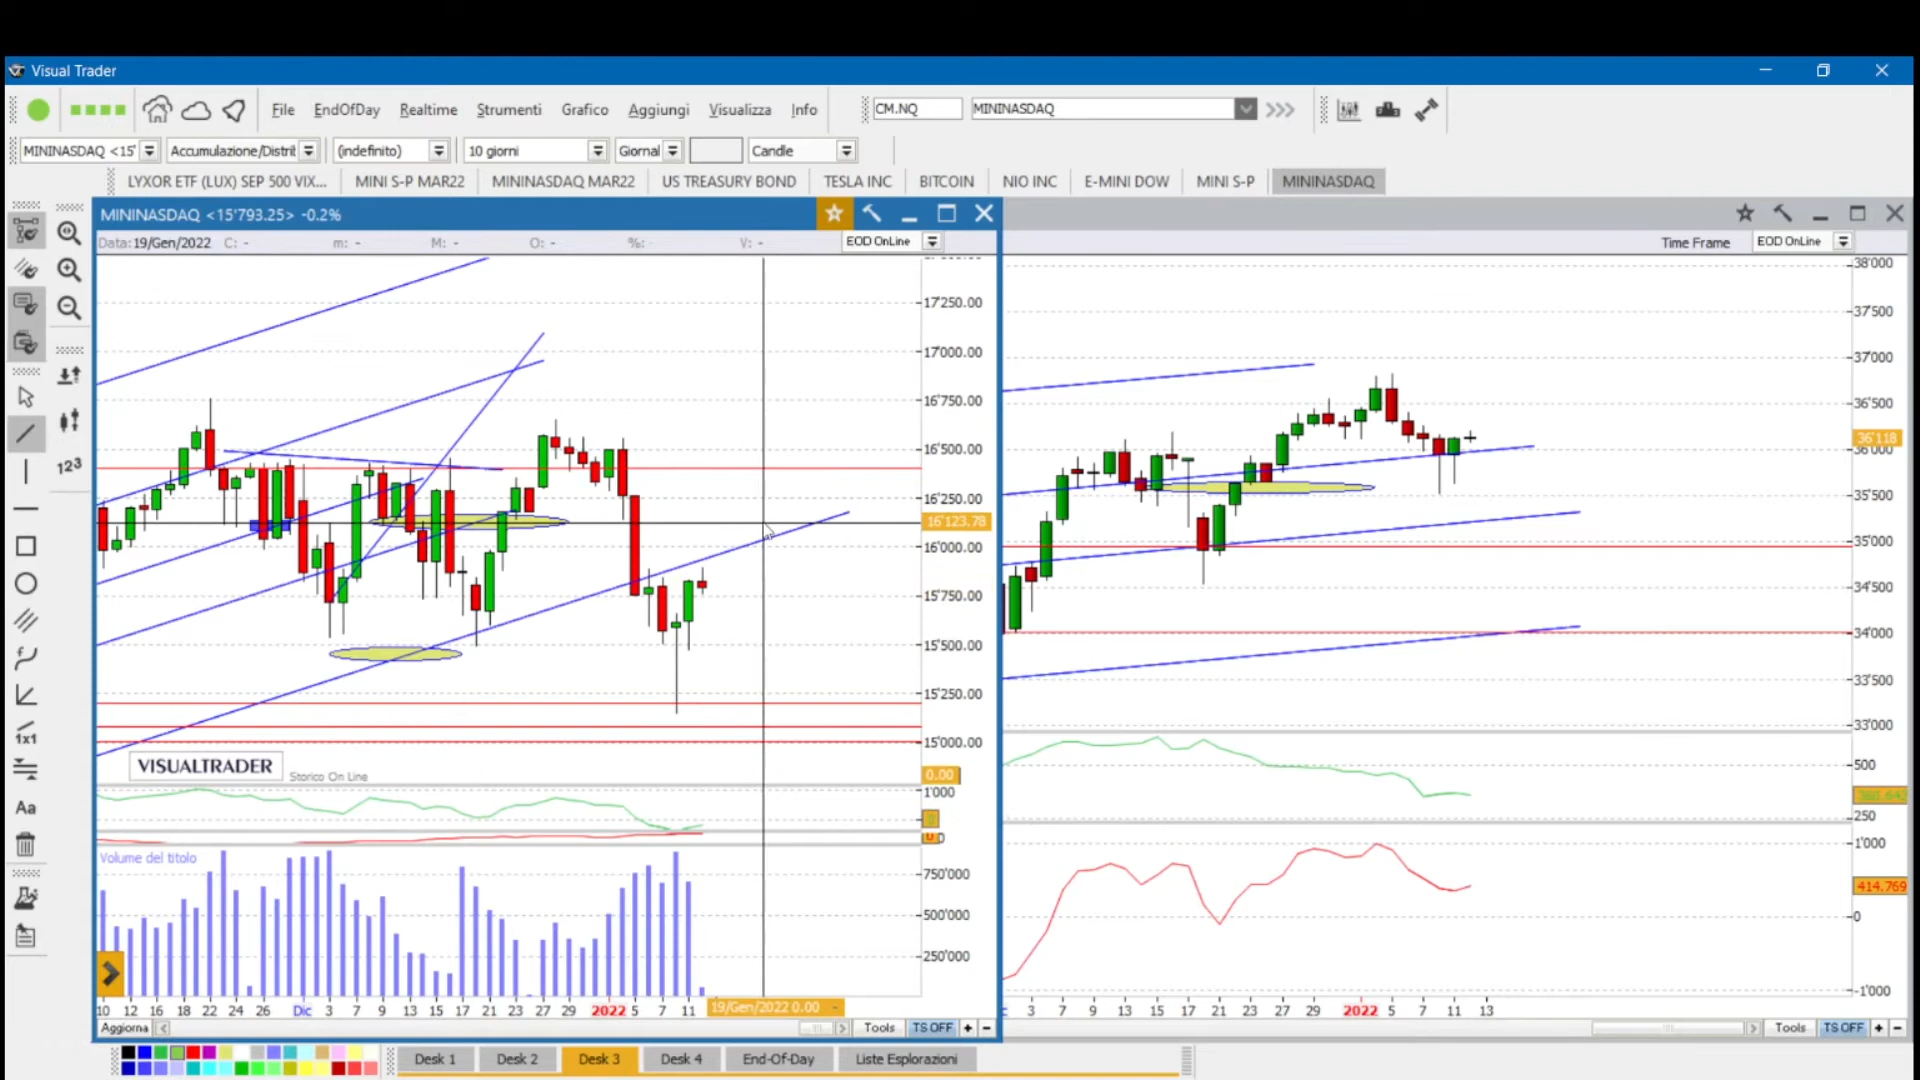 Visual Trader
File EndOfDay Realtime Strumenti Grafico Aggiungi Visualizza Info CM.NQ MININASDAQ
MININASDAQ <15' Accumulazione/Distrit (indefinito) 10 giorni Giornal Candle
LYXOR ETF (LUX) SEP 500 VIX... MINI S-P MAR22 MININASDAQ MAR22 US TREASURY BOND TESLA INC BITCOIN NIO INC E-MINI DOW MINI S-P MININASDAQ
MININASDAQ <15'793.25> -0.2%
Data: 19/Gen/2022 C: - m: - M: - O: - %: V: - EOD OnLine
Time Frame EOD OnLine
17'250.00
17'000.00
16'750.00
16'500.00
16'250.00
16'123.78
16'000.00
15'750.00
15'500.00
15'250.00
15'000.00
0.00
1'000
VISUALTRADER Storico On Line
Volume del titolo
750'000
500'000
250'000
10 12 16 18 22 24 26 Dic 3 7 9 13 15 17 21 23 27 29 2022 5 7 11 19/Gen/2022 0.00 -
Aggiorna Tools TS OFF + -
38'000
37'500
37'000
36'500
36'118
36'000
35'500
35'000
34'500
34'000
33'500
33'000
500
250
1'000
414.769
0
-1'000
3 7 9 13 15 17 21 23 27 29 2022 5 7 11 13
Tools TS OFF + -
123
1x1
Aa
Desk 1 Desk 2 Desk 3 Desk 4 End-Of-Day Liste Esplorazioni